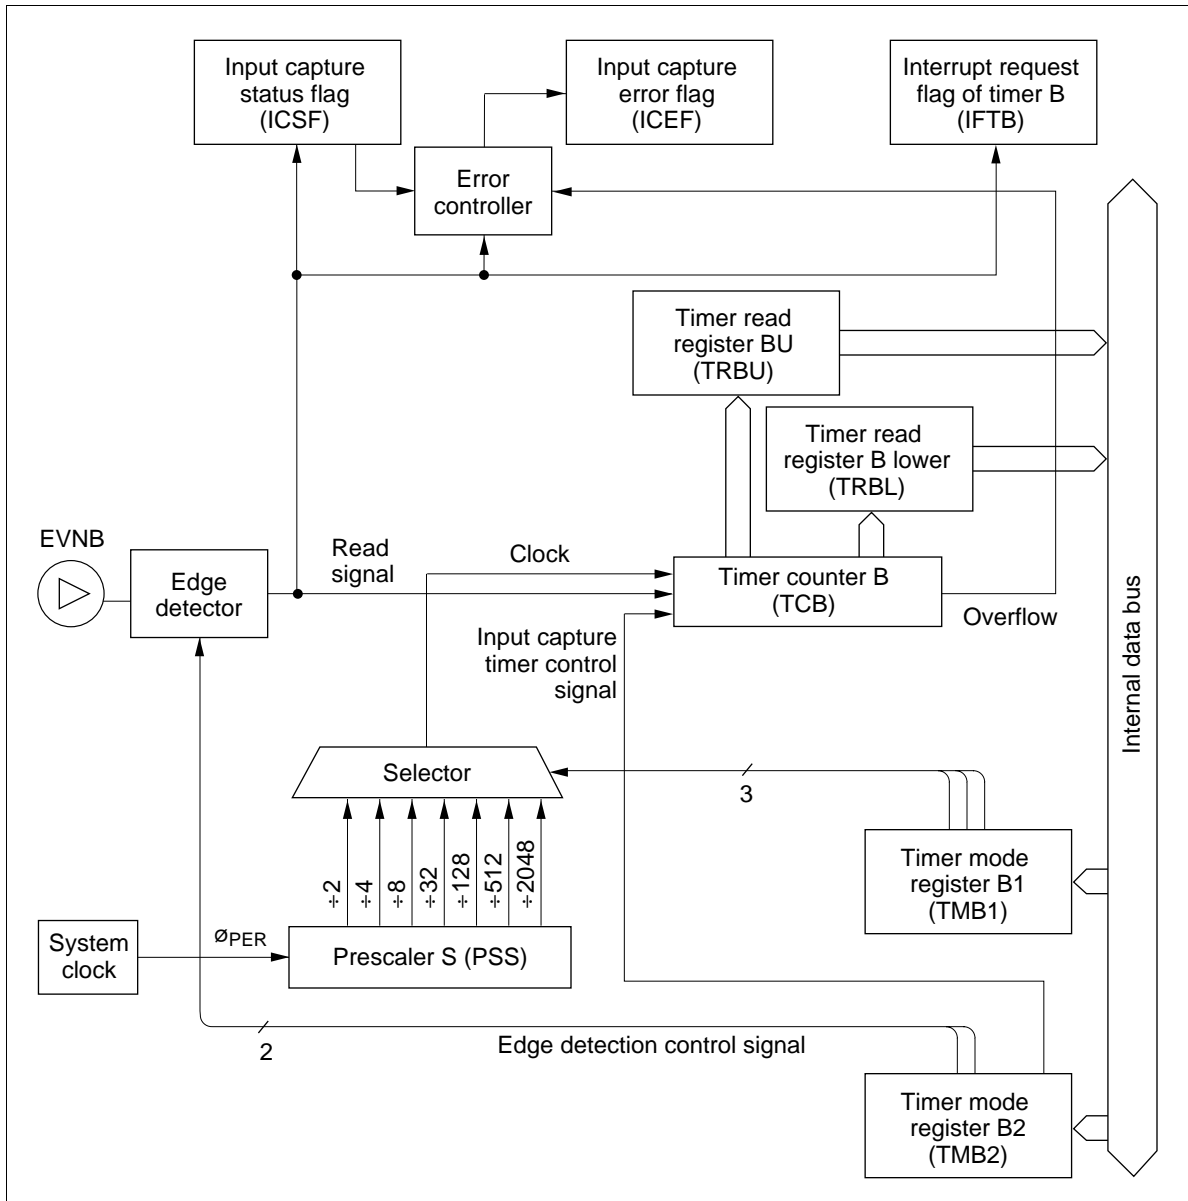 Input capture
status flag
(ICSF)
Input capture
error flag
(ICEF)
Interrupt request
flag of timer B
(IFTB)
Error
controller
Timer read
register BU
(TRBU)
Timer read
register B lower
(TRBL)
EVNB
Edge
detector
Read
signal
Clock
Timer counter B
(TCB)
Overflow
Input capture
timer control
signal
Internal data bus
Selector
3
÷2
÷4
÷8
÷32
÷128
÷512
÷2048
Timer mode
register B1
(TMB1)
System
clock
øPER
Prescaler S (PSS)
2
Edge detection control signal
Timer mode
register B2
(TMB2)